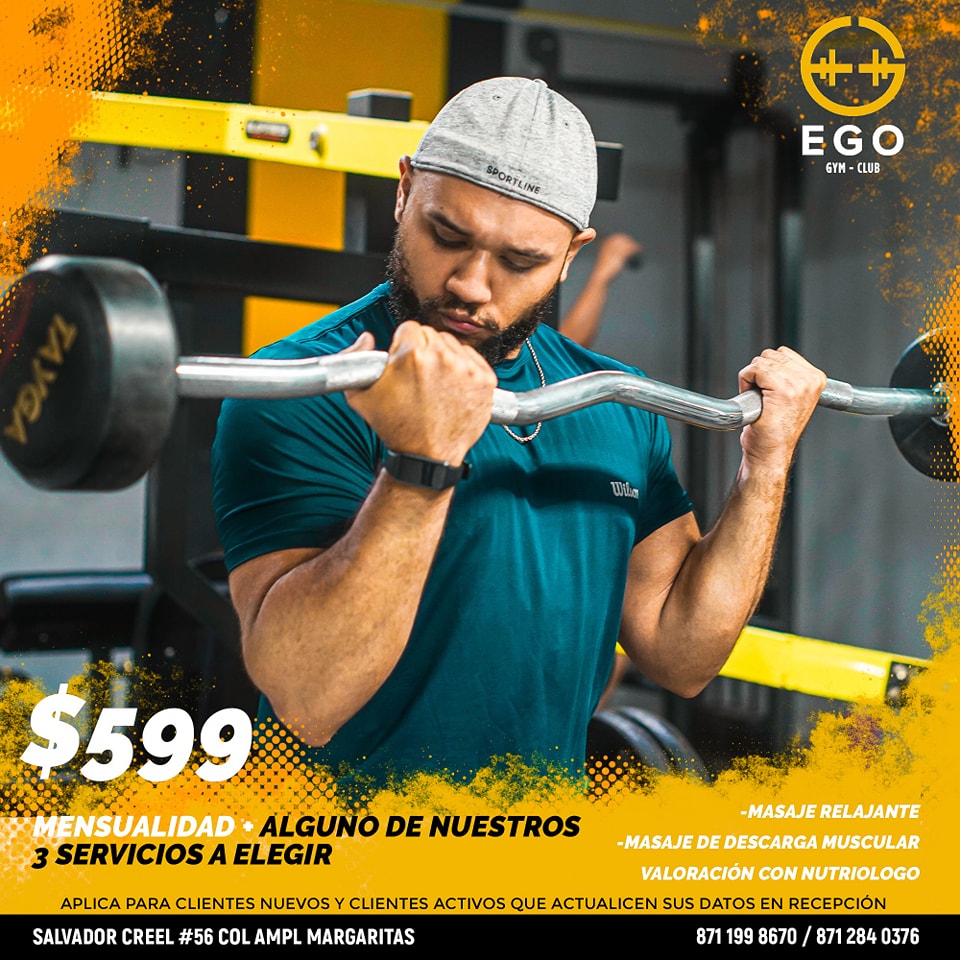 EGO
GYM - CLUB
SPORTLINE
TAYGA
Wilson
$599
MENSUALIDAD + ALGUNO DE NUESTROS
3 SERVICIOS A ELEGIR
-MASAJE RELAJANTE
-MASAJE DE DESCARGA MUSCULAR
VALORACIÓN CON NUTRIOLOGO
APLICA PARA CLIENTES NUEVOS Y CLIENTES ACTIVOS QUE ACTUALICEN SUS DATOS EN RECEPCIÓN
SALVADOR CREEL #56 COL AMPL MARGARITAS
871 199 8670 / 871 284 0376